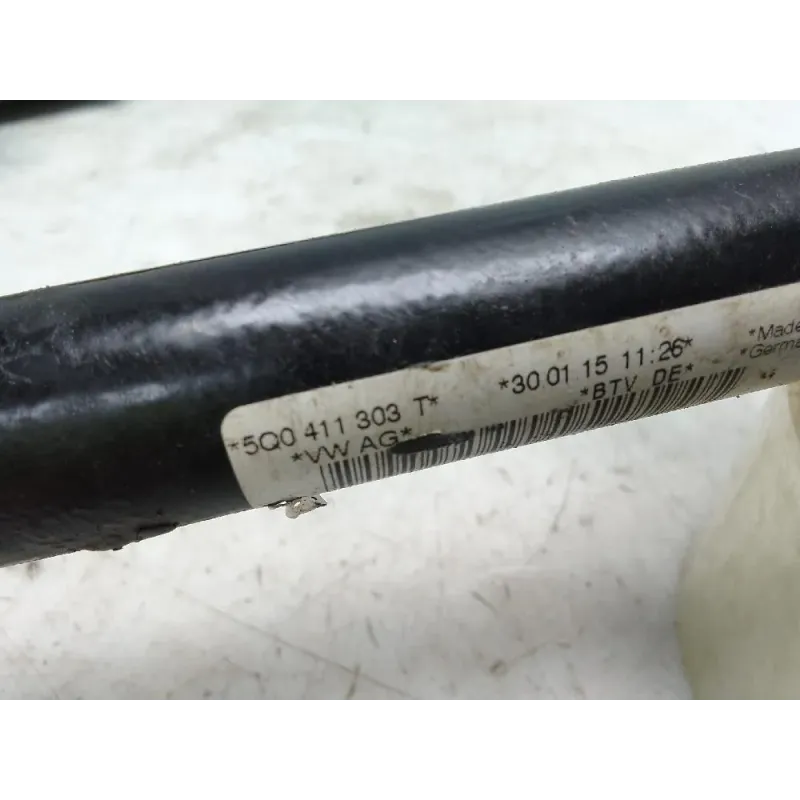 *5Q0 411 303 T* *30 01 15 11:26* *Made
*VW AG* *BTV DE* *Germa